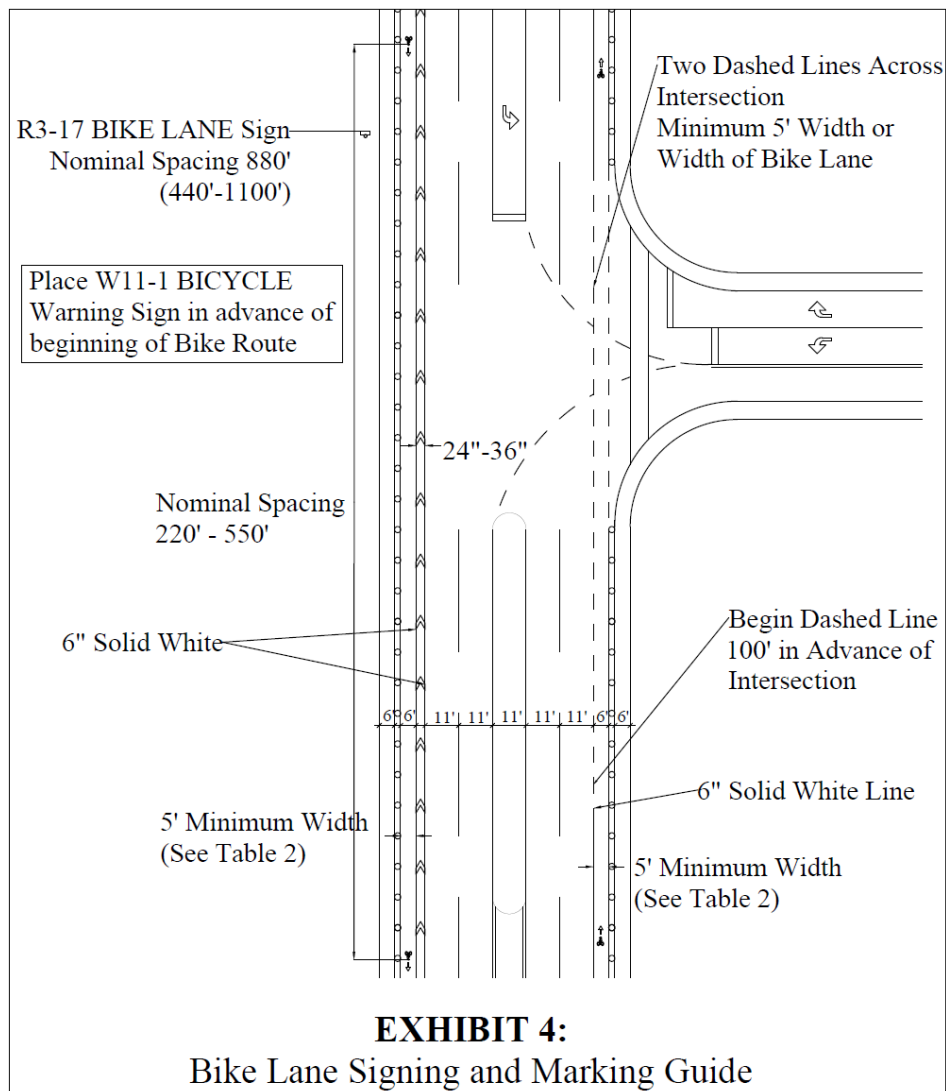 Two Dashed Lines Across
Intersection
Minimum 5' Width or
Width of Bike Lane
R3-17 BIKE LANE Sign
Nominal Spacing 880'
(440'-1100')
Place W11-1 BICYCLE
Warning Sign in advance of
beginning of Bike Route
24"-36"
Nominal Spacing
220' - 550'
6" Solid White
Begin Dashed Line
100' in Advance of
Intersection
6' 6' 11' 11' 11' 11' 11' 6' 6'
6" Solid White Line
5' Minimum Width
(See Table 2)
5' Minimum Width
(See Table 2)
EXHIBIT 4:
Bike Lane Signing and Marking Guide